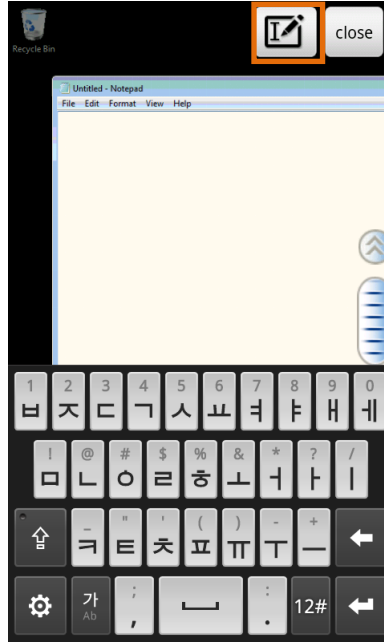 close
Recycle Bin
Untitled - Notepad
File Edit Format View Help
1 2 3 4 5 6 7 8 9 0
ㅂ ㅈ ㄷ ㄱ ㅅ ㅛ ㅕ ㅑ ㅐ ㅔ
! @ # $ % & * ? /
ㅁ ㄴ ㅇ ㄹ ㅎ ㅗ ㅓ ㅏ ㅣ
_ " ' ( ) - +
ㅋ ㅌ ㅊ ㅍ ㅠ ㅜ ㅡ
가 ; : 12#
Ab , .